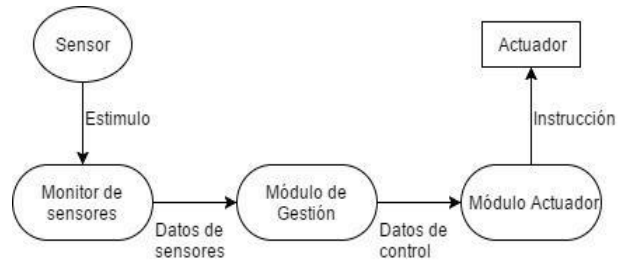 Sensor
Actuador
Estimulo
Instrucción
Monitor de
sensores
Módulo de
Gestión
Módulo Actuador
Datos de
sensores
Datos de
control